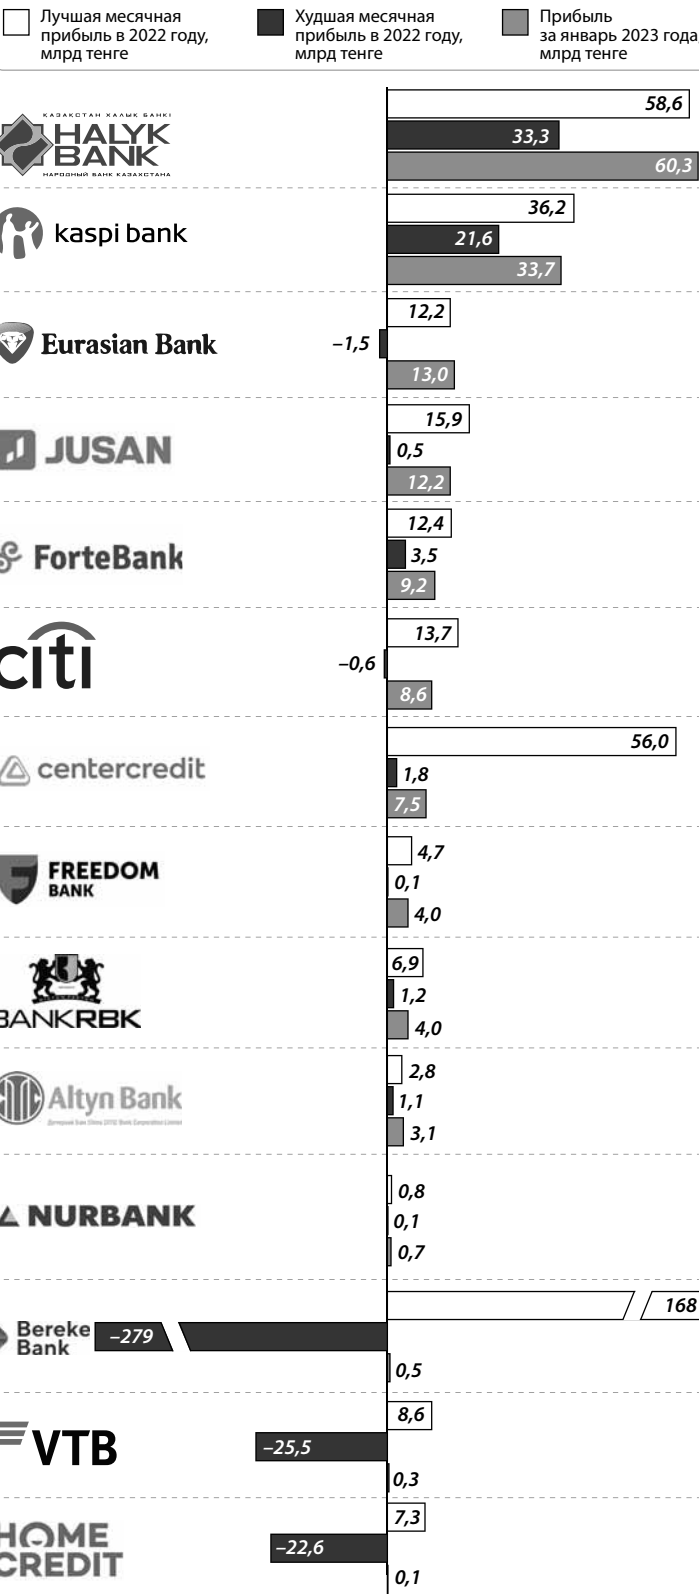 Лучшая месячная
прибыль в 2022 году,
млрд тенге
Худшая месячная
прибыль в 2022 году,
млрд тенге
Прибыль
за январь 2023 года,
млрд тенге
ҚАЗАҚСТАН ХАЛЫҚ БАНКІ
HALYK
BANK
НАРОДНЫЙ БАНК КАЗАХСТАНА
58,6
33,3
60,3
kaspi bank
36,2
21,6
33,7
Eurasian Bank
12,2
–1,5
13,0
JUSAN
15,9
0,5
12,2
ForteBank
12,4
3,5
9,2
citi
13,7
–0,6
8,6
centercredit
56,0
1,8
7,5
FREEDOM
BANK
4,7
0,1
4,0
BANKRBK
6,9
1,2
4,0
Altyn Bank
2,8
1,1
3,1
NURBANK
0,8
0,1
0,7
Bereke
Bank
168
–279
0,5
VTB
8,6
–25,5
0,3
HOME
CREDIT
7,3
–22,6
0,1